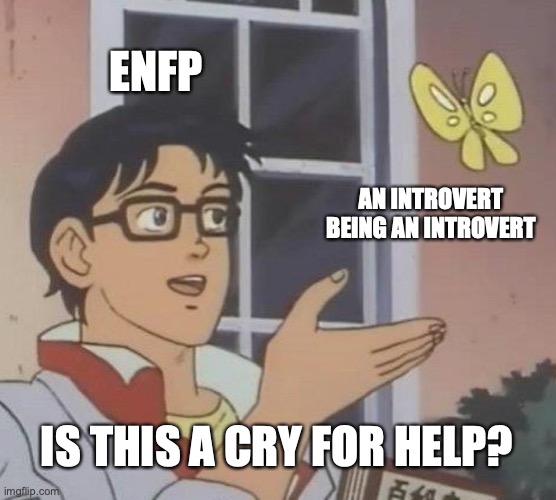 ENFP
AN INTROVERT
BEING AN INTROVERT
IS THIS A CRY FOR HELP?
imgflip.com